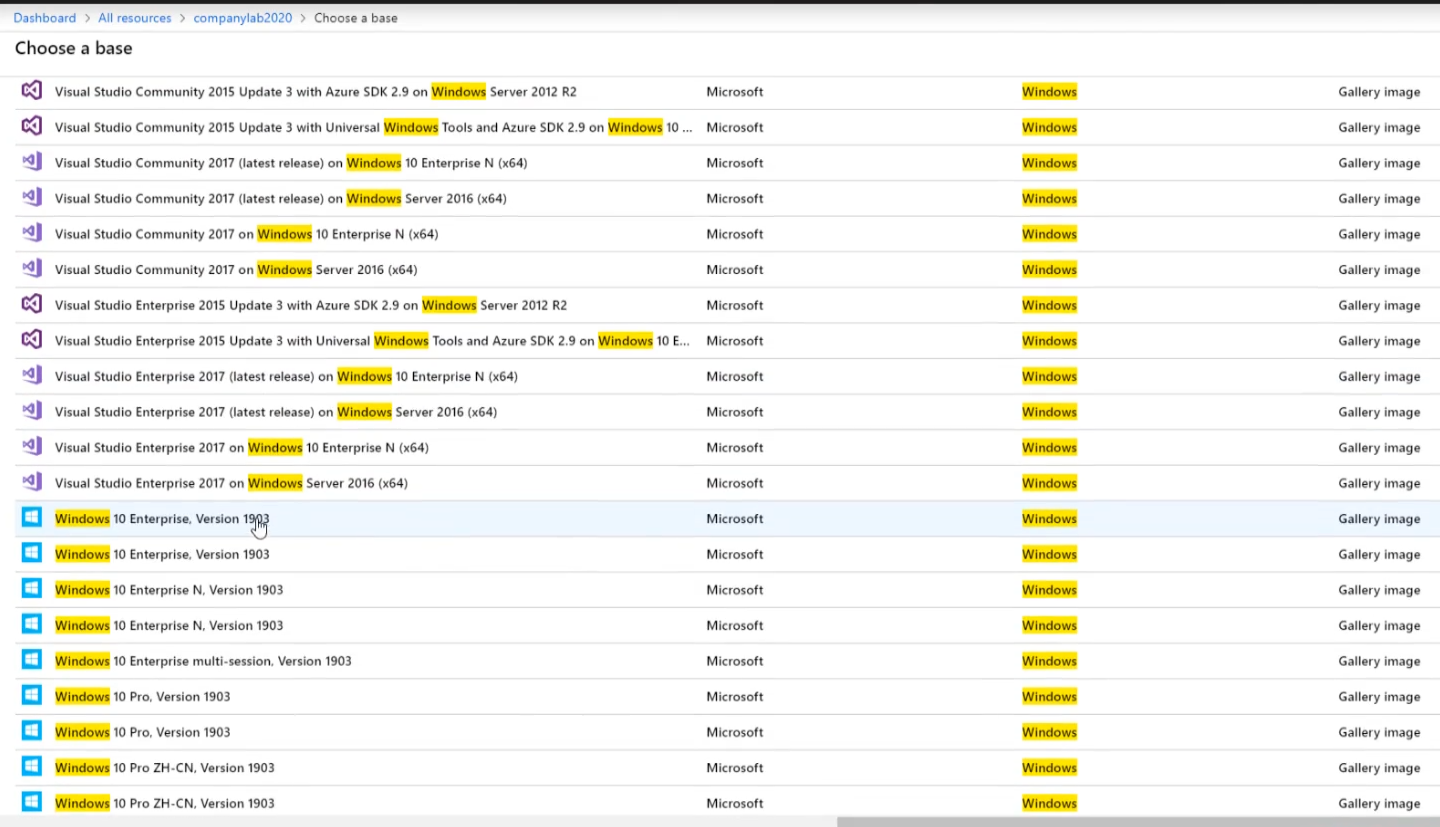 Dashboard > All resources > companylab2020 > Choose a base
Choose a base
Visual Studio Community 2015 Update 3 with Azure SDK 2.9 on Windows Server 2012 R2 Microsoft Windows Gallery image
Visual Studio Community 2015 Update 3 with Universal Windows Tools and Azure SDK 2.9 on Windows 10 ... Microsoft Windows Gallery image
Visual Studio Community 2017 (latest release) on Windows 10 Enterprise N (x64) Microsoft Windows Gallery image
Visual Studio Community 2017 (latest release) on Windows Server 2016 (x64) Microsoft Windows Gallery image
Visual Studio Community 2017 on Windows 10 Enterprise N (x64) Microsoft Windows Gallery image
Visual Studio Community 2017 on Windows Server 2016 (x64) Microsoft Windows Gallery image
Visual Studio Enterprise 2015 Update 3 with Azure SDK 2.9 on Windows Server 2012 R2 Microsoft Windows Gallery image
Visual Studio Enterprise 2015 Update 3 with Universal Windows Tools and Azure SDK 2.9 on Windows 10 E... Microsoft Windows Gallery image
Visual Studio Enterprise 2017 (latest release) on Windows 10 Enterprise N (x64) Microsoft Windows Gallery image
Visual Studio Enterprise 2017 (latest release) on Windows Server 2016 (x64) Microsoft Windows Gallery image
Visual Studio Enterprise 2017 on Windows 10 Enterprise N (x64) Microsoft Windows Gallery image
Visual Studio Enterprise 2017 on Windows Server 2016 (x64) Microsoft Windows Gallery image
Windows 10 Enterprise, Version 1903 Microsoft Windows Gallery image
Windows 10 Enterprise, Version 1903 Microsoft Windows Gallery image
Windows 10 Enterprise N, Version 1903 Microsoft Windows Gallery image
Windows 10 Enterprise N, Version 1903 Microsoft Windows Gallery image
Windows 10 Enterprise multi-session, Version 1903 Microsoft Windows Gallery image
Windows 10 Pro, Version 1903 Microsoft Windows Gallery image
Windows 10 Pro, Version 1903 Microsoft Windows Gallery image
Windows 10 Pro ZH-CN, Version 1903 Microsoft Windows Gallery image
Windows 10 Pro ZH-CN, Version 1903 Microsoft Windows Gallery image